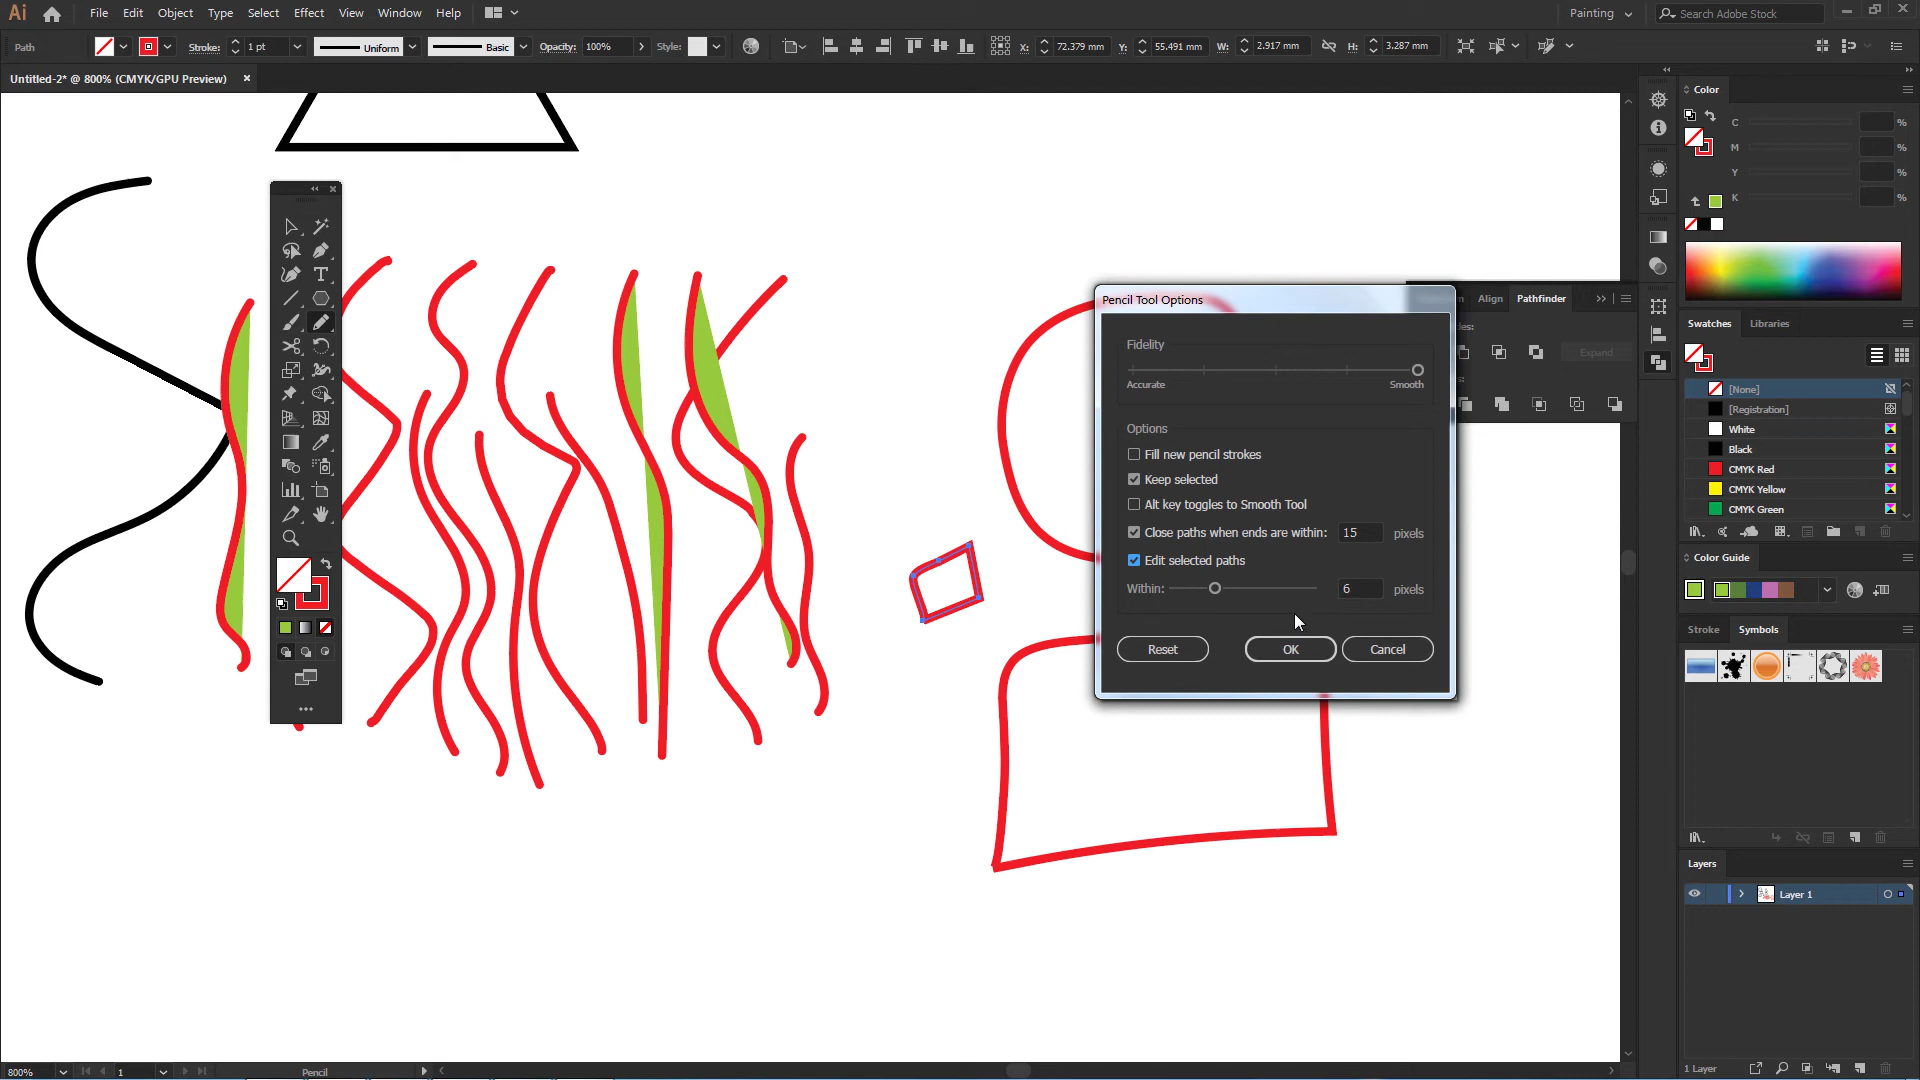 Ai File Edit Object Type Select Effect View Window Help Painting Search Adobe Stock
Path Stroke: 1 pt Uniform Basic Opacity: 100% Style: X: 72.379 mm Y: 55.491 mm W: 2.917 mm H: 3.287 mm
Untitled-2* @ 800% (CMYK/GPU Preview)
Color
C %
M %
Y %
K %
Pencil Tool Options
Align Pathfinder
Expand
Fidelity
Accurate Smooth
Options
Fill new pencil strokes
Keep selected
Alt key toggles to Smooth Tool
Close paths when ends are within: 15 pixels
Edit selected paths
Within: 6 pixels
Reset OK Cancel
Swatches Libraries
[None]
[Registration]
White
Black
CMYK Red
CMYK Yellow
CMYK Green
Color Guide
Stroke Symbols
Layers
Layer 1
1 Layer
800% 1 Pencil